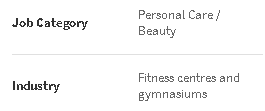 Job Category
Personal Care /
Beauty
Industry
Fitness centres and
gymnasiums